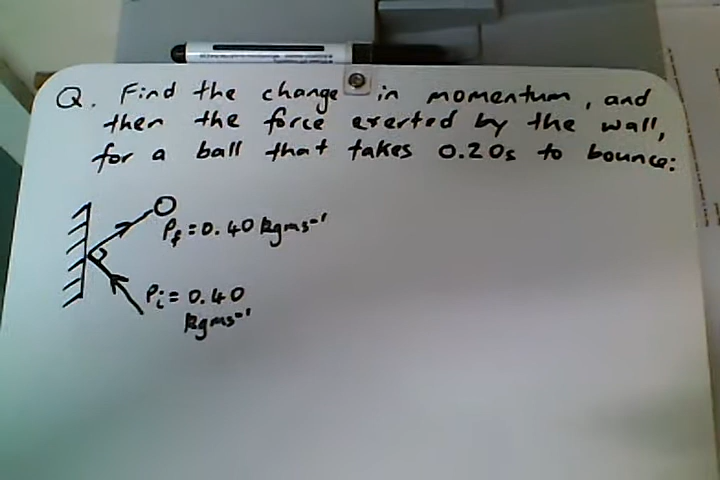 Q. Find the change in momentum, and
then the force exerted by the wall,
for a ball that takes 0.20s to bounce:
Pf = 0.40 kgms⁻¹
Pi = 0.40
kgms⁻¹